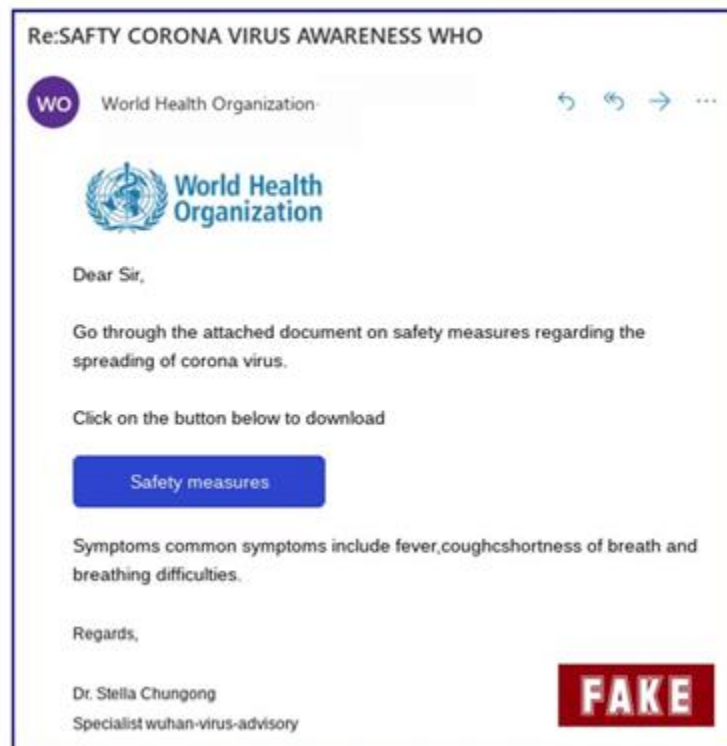 Re:SAFTY CORONA VIRUS AWARENESS WHO
WO
World Health Organization
World Health
Organization
Dear Sir,
Go through the attached document on safety measures regarding the
spreading of corona virus.
Click on the button below to download
Safety measures
Symptoms common symptoms include fever,coughcshortness of breath and
breathing difficulties.
Regards,
Dr. Stella Chungong
Specialist wuhan-virus-advisory
FAKE